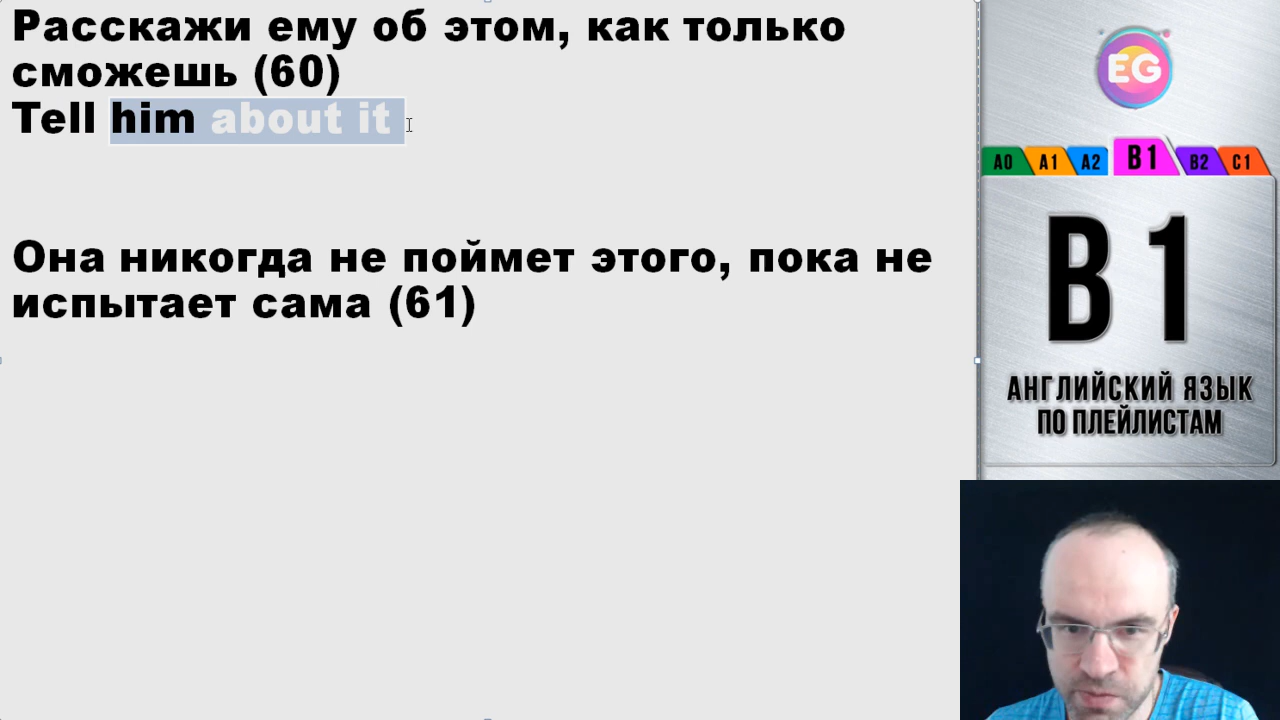 Расскажи ему об этом, как только
сможешь (60)
Tell him about it
Она никогда не поймет этого, пока не
испытает сама (61)
EG
A0 A1 A2 B1 B2 C1
B1
АНГЛИЙСКИЙ ЯЗЫК
ПО ПЛЕЙЛИСТАМ